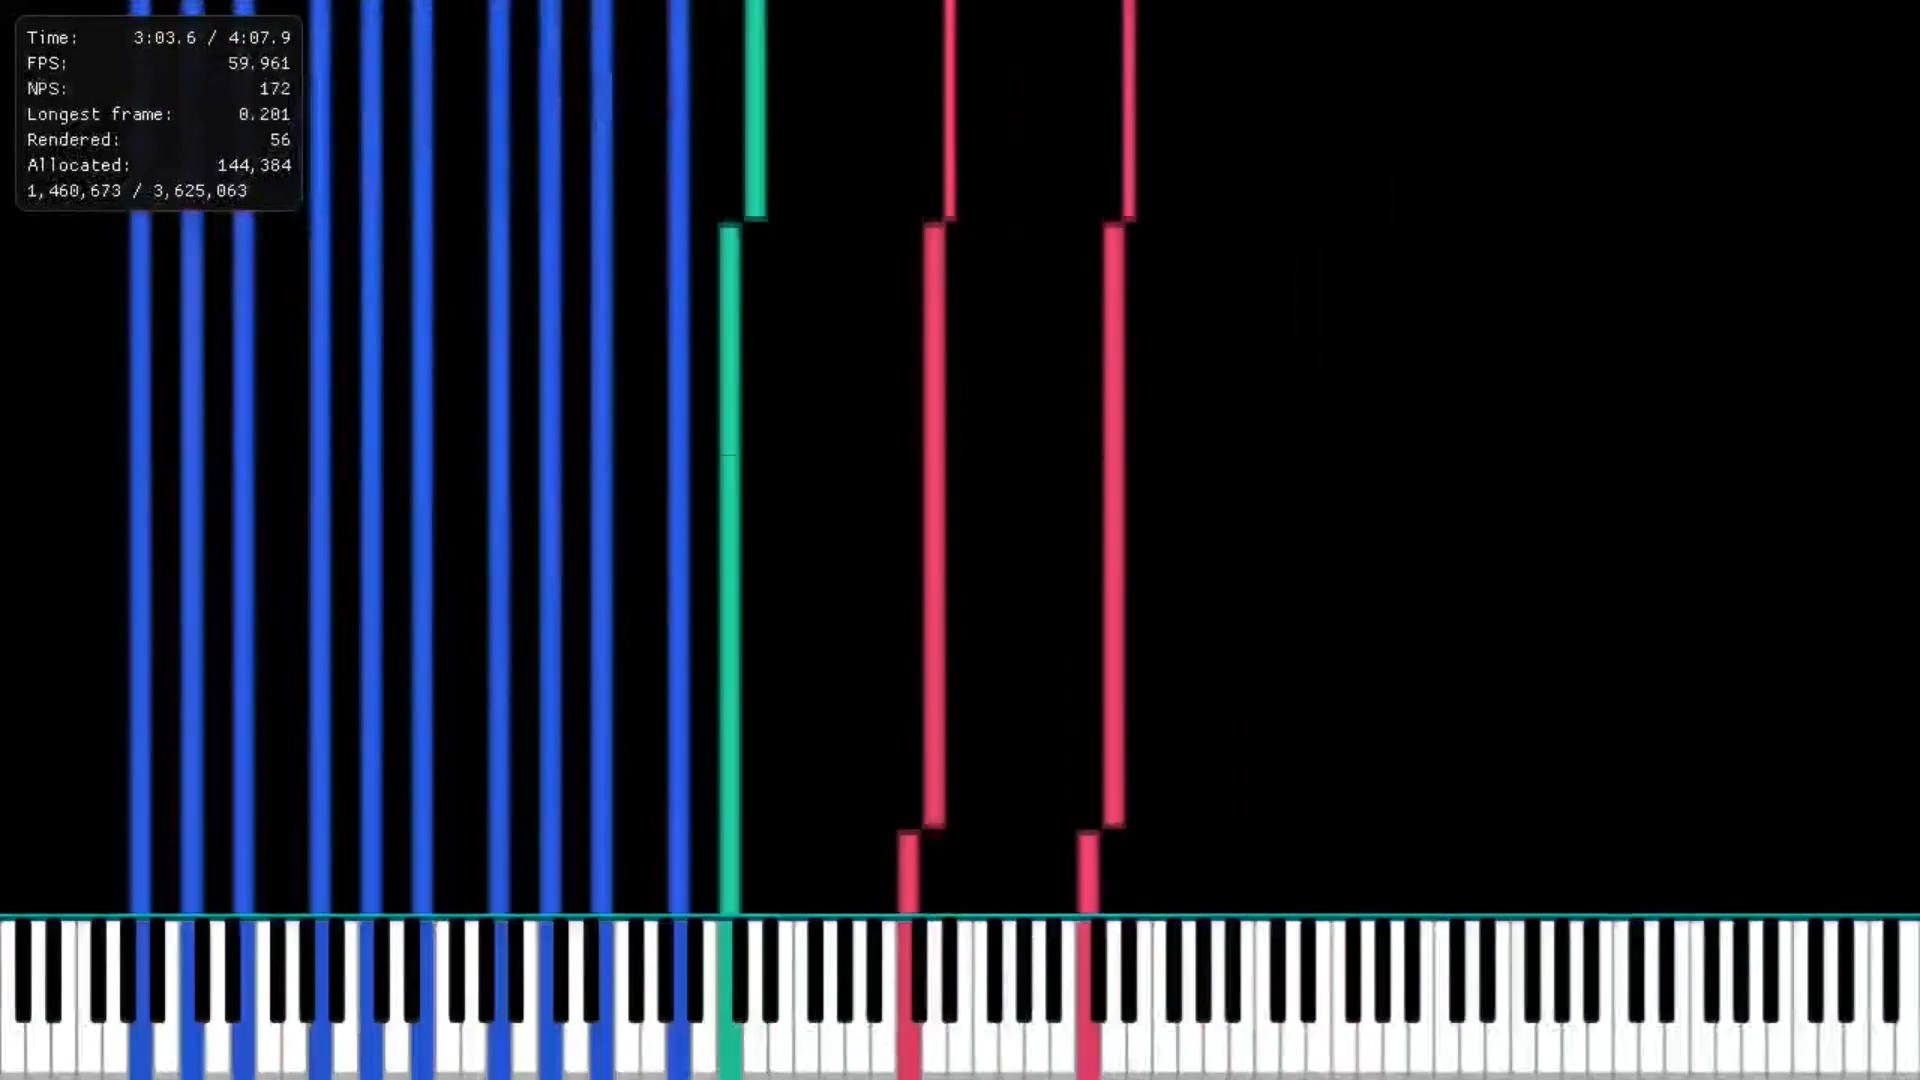 Time: 3:03.6 / 4:07.9
FPS: 59.961
NPS: 172
Longest frame: 0.201
Rendered: 56
Allocated: 144,384
1,460,673 / 3,625,063